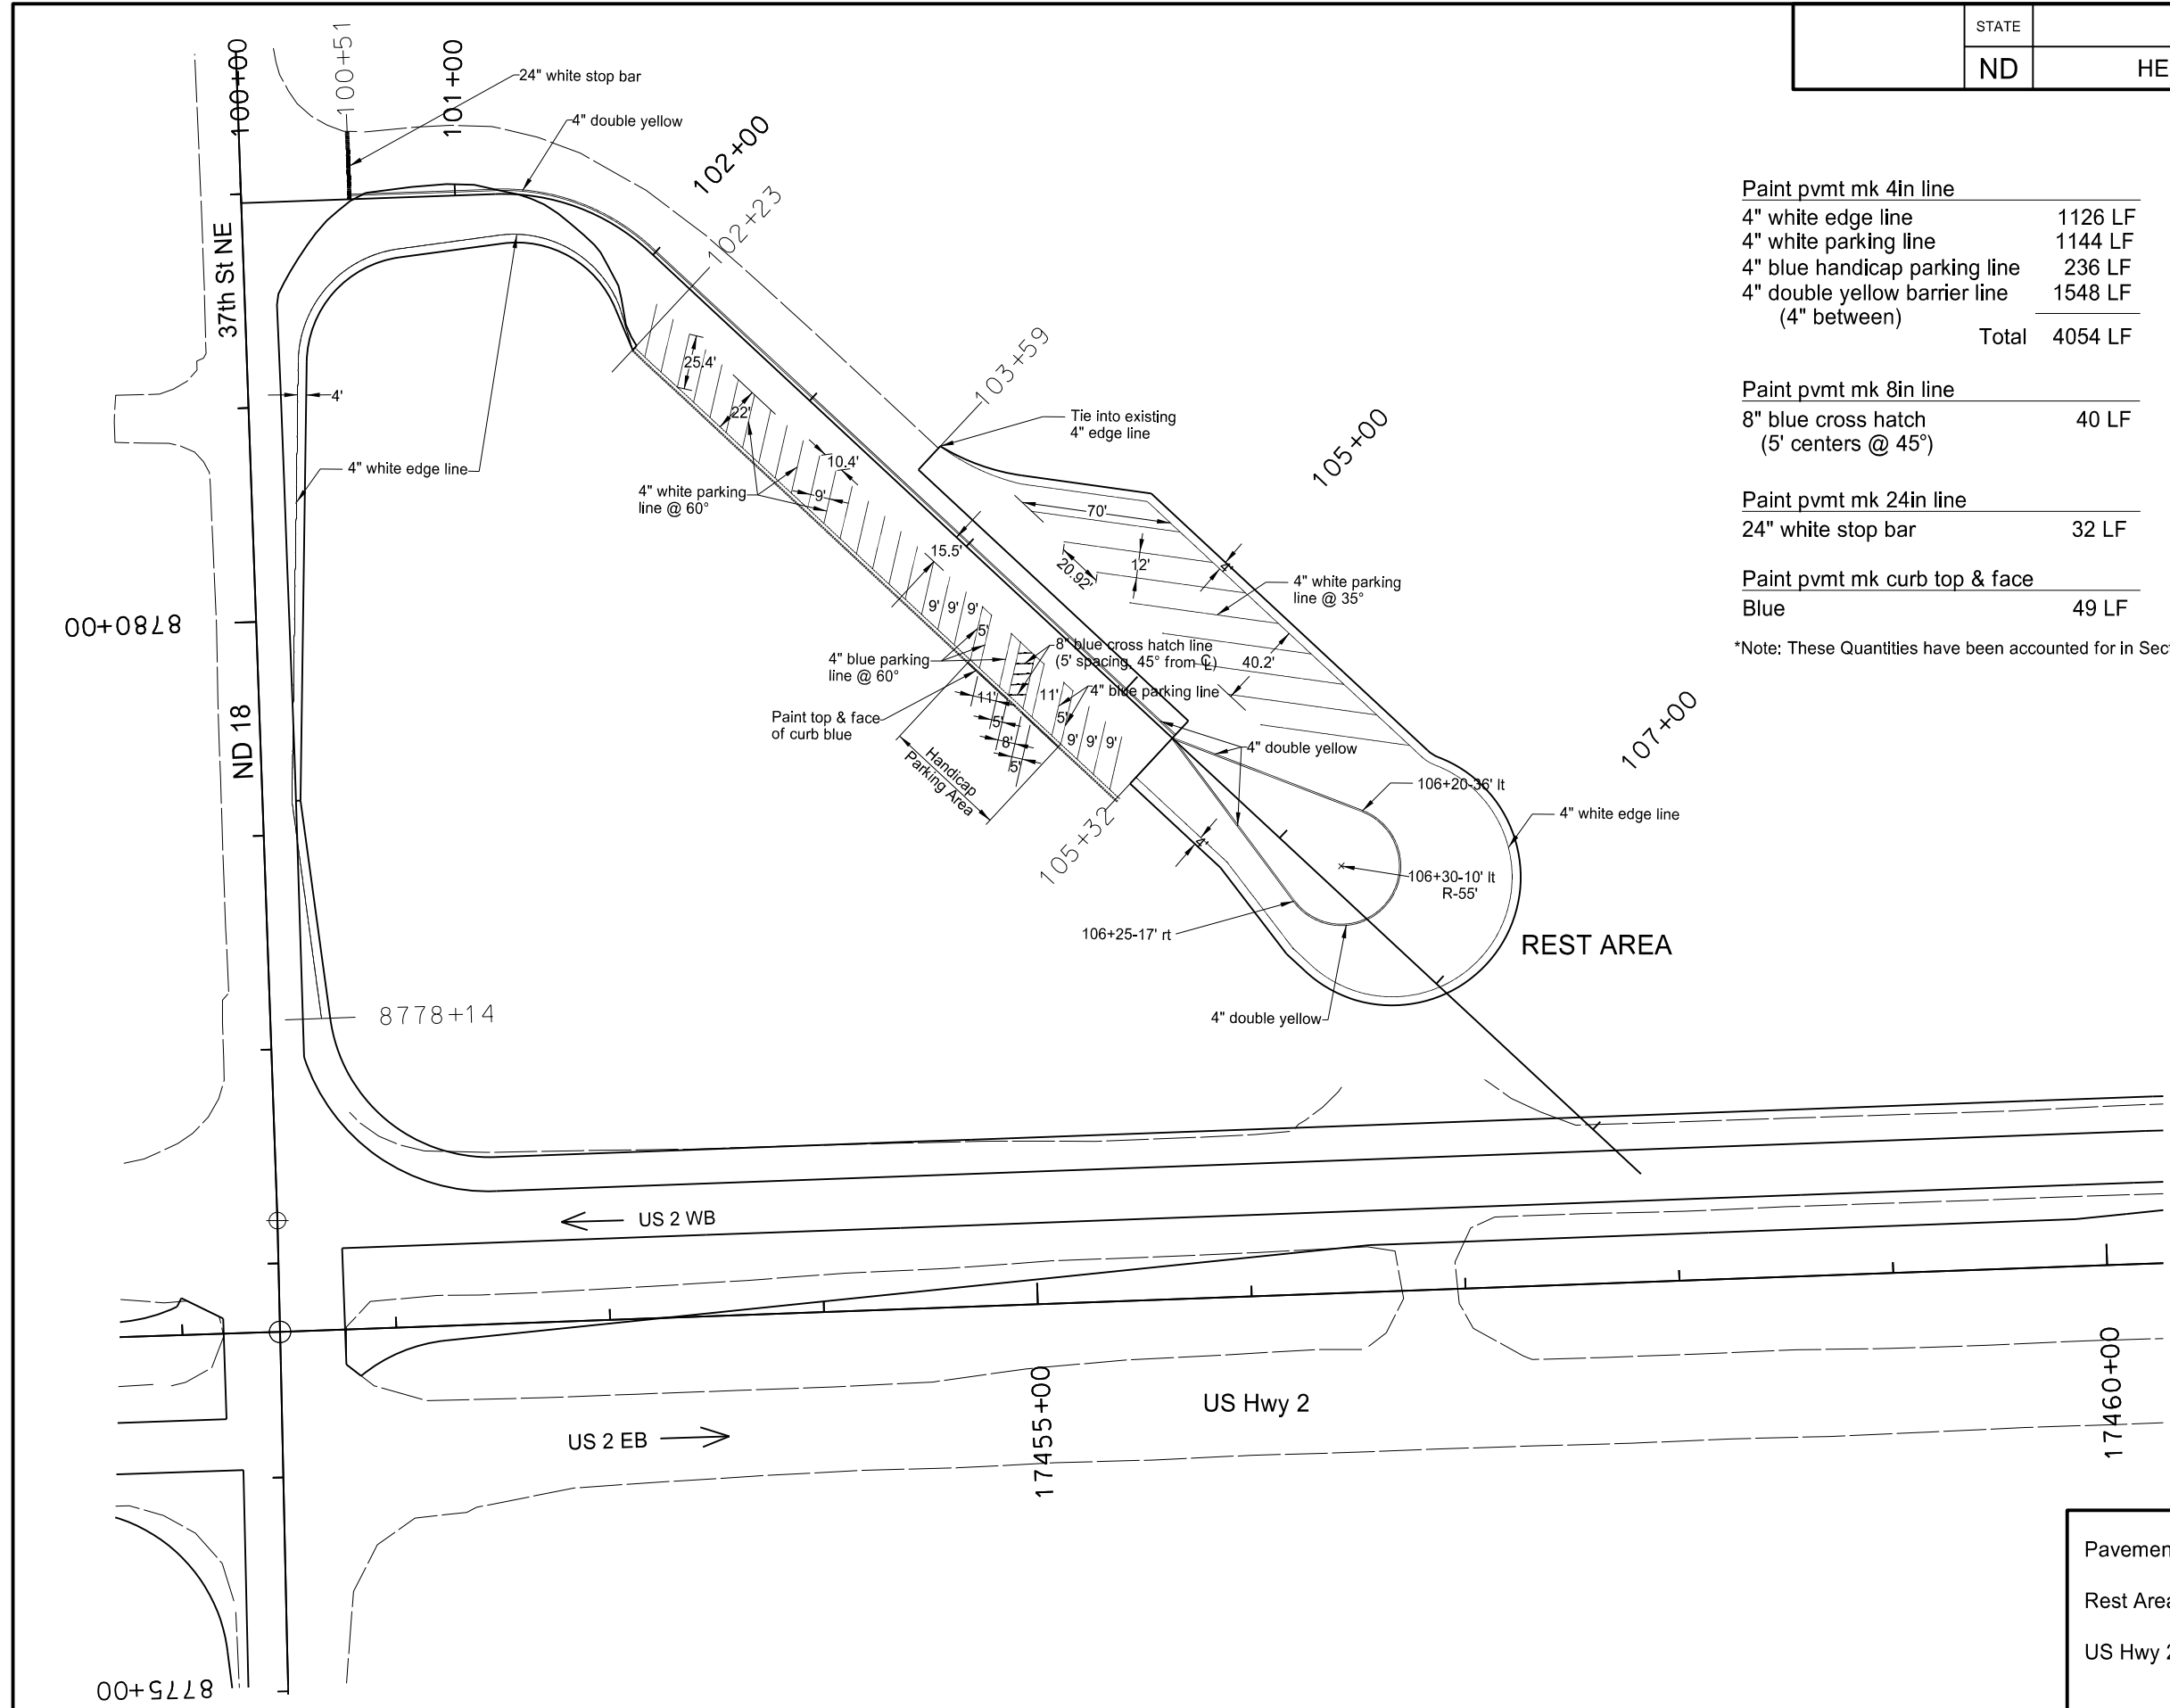 STATE
ND
HE
100+00
100+51
101+00
24" white stop bar
4" double yellow
102+00
102+23
37th St NE
Paint pvmt mk 4in line
4" white edge line 1126 LF
4" white parking line 1144 LF
4" blue handicap parking line 236 LF
4" double yellow barrier line 1548 LF
(4" between)
Total 4054 LF
Paint pvmt mk 8in line
8" blue cross hatch 40 LF
(5' centers @ 45°)
Paint pvmt mk 24in line
24" white stop bar 32 LF
Paint pvmt mk curb top & face
Blue 49 LF
*Note: These Quantities have been accounted for in Sect
103+59
Tie into existing
4" edge line
105+00
25.4'
22'
4'
4" white edge line
10.4'
9'
4" white parking
line @ 60°
70'
12'
20.92'
4'
4" white parking
line @ 35°
15.5'
9' 9' 9'
5'
8780+00
8" blue cross hatch line
(5' spacing, 45° from ℄)
40.2'
4" blue parking
line @ 60°
4" blue parking line
11'
11'
5'
5'
8'
5'
9' 9' 9'
Paint top & face
of curb blue
Handicap
Parking Area
ND 18
107+00
4" double yellow
106+20-36' lt
4" white edge line
105+32
4'
106+30-10' lt
R-55'
106+25-17' rt
REST AREA
8778+14
4" double yellow
US 2 WB
17455+00
US Hwy 2
17460+00
US 2 EB
8775+00
Pavemen
Rest Area
US Hwy 2